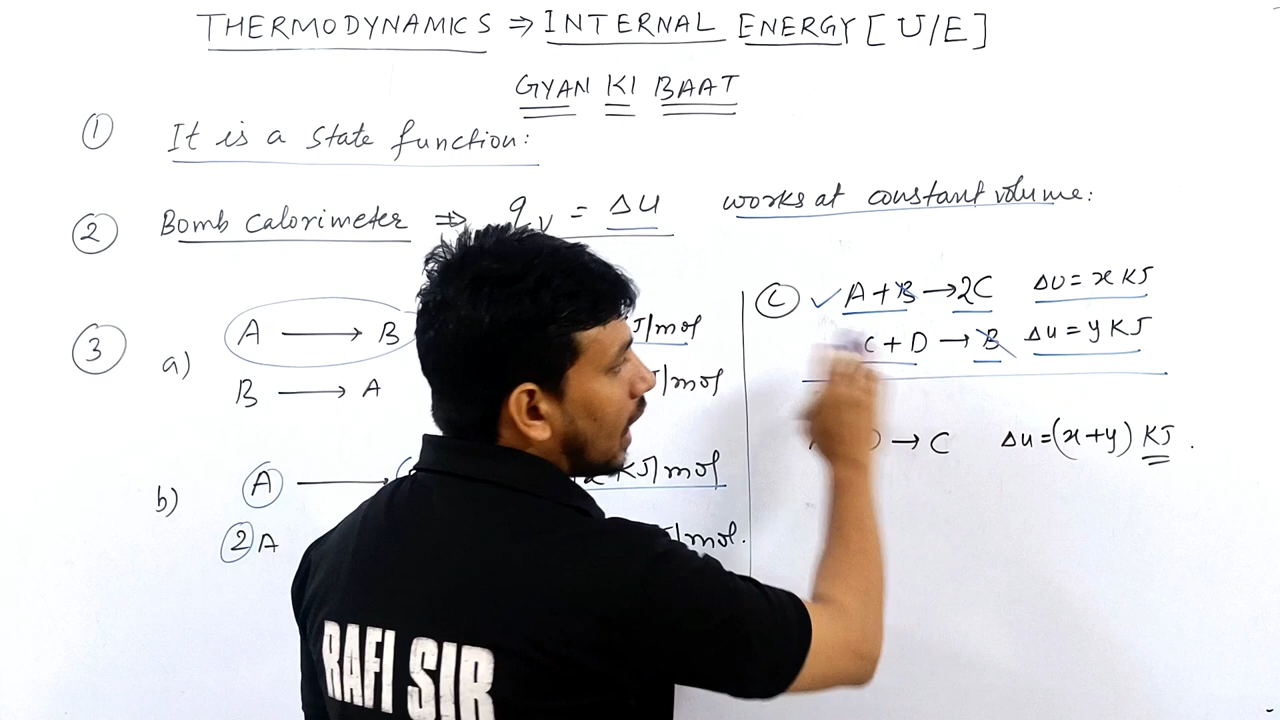 THERMODYNAMICS ⇒ INTERNAL ENERGY [U/E]
GYAN KI BAAT
① It is a state function:
② Bomb calorimeter ⇒ qv = ΔU works at constant volume:
③ a) A → B J/mol
B → A J/mol
b) A → KJ/mol
2A J/mol.
C A + B → 2C ΔU = x KJ
C + D → B ΔU = y KJ
→ C ΔU = (x+y) KJ.
RAFI SIR